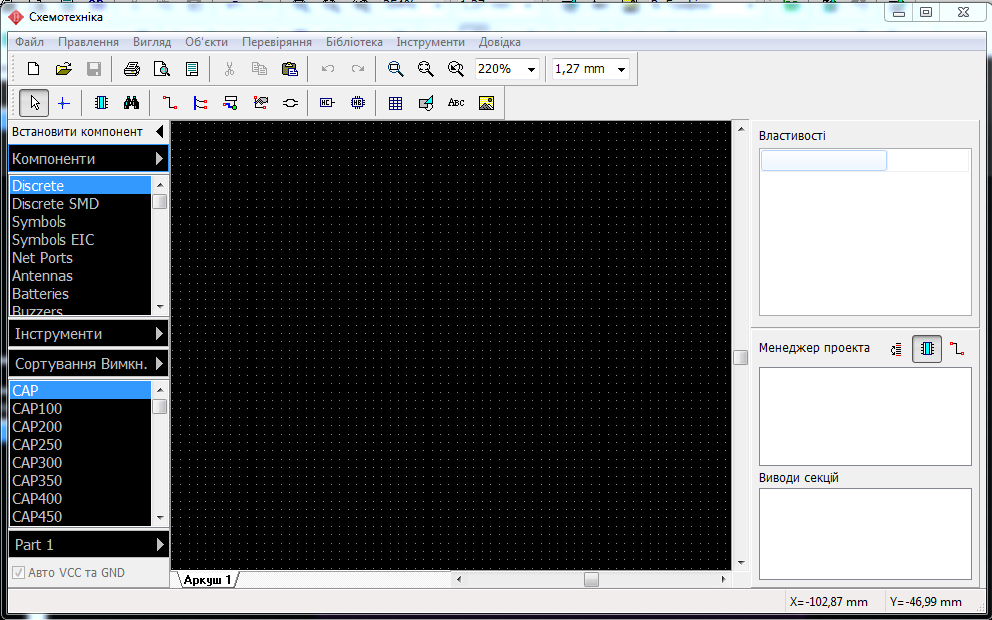 Схемотехніка
Файл Правлення Вигляд Об'єкти Перевіряння Бібліотека Інструменти Довідка
220% 1,27 mm
ABC
Встановити компонент
Компоненти
Discrete
Discrete SMD
Symbols
Symbols EIC
Net Ports
Antennas
Batteries
Buzzers
Інструменти
Сортування Вимкн.
CAP
CAP100
CAP200
CAP250
CAP300
CAP350
CAP400
CAP450
Part 1
Авто VCC та GND
Аркуш 1
Властивості
Менеджер проекта
Виводи секцій
X=-102,87 mm Y=-46,99 mm